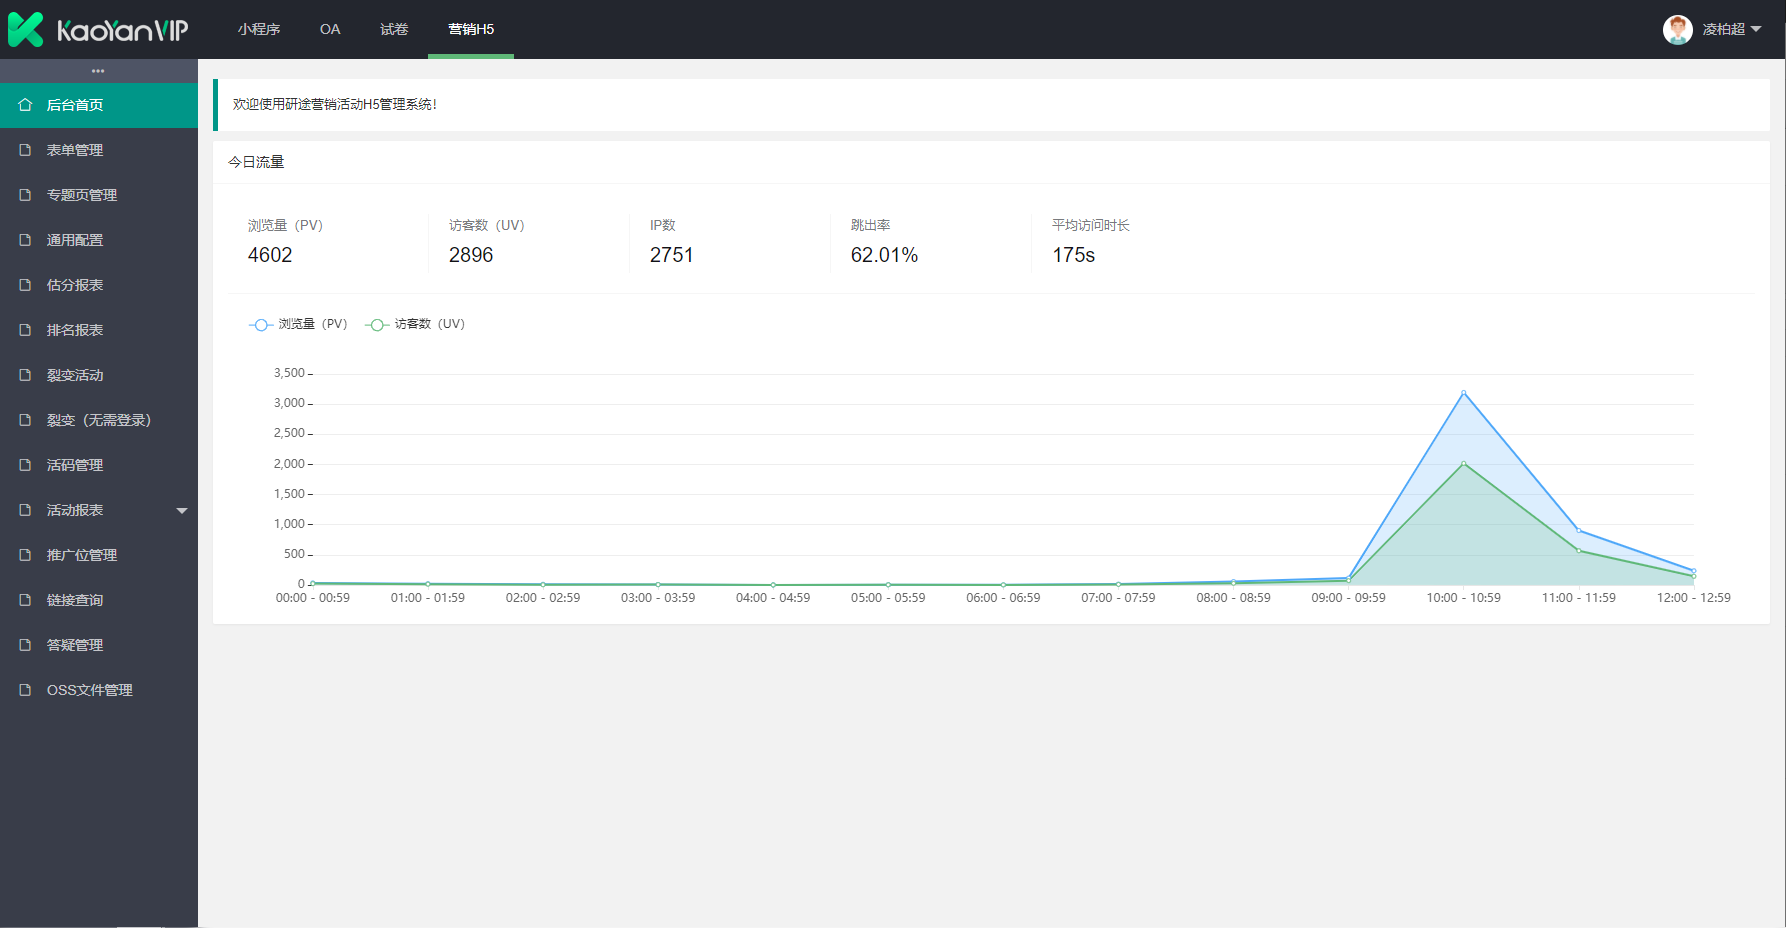 KaoYanVIP
小程序
OA
试卷
营销H5
凌柏超
后台首页
表单管理
专题页管理
通用配置
估分报表
排名报表
裂变活动
裂变（无需登录）
活码管理
活动报表
推广位管理
链接查询
答疑管理
OSS文件管理
欢迎使用研途营销活动H5管理系统!
今日流量
浏览量（PV）
4602
访客数（UV）
2896
IP数
2751
跳出率
62.01%
平均访问时长
175s
浏览量（PV）
访客数（UV）
3,500
3,000
2,500
2,000
1,500
1,000
500
0
00:00 - 00:59
01:00 - 01:59
02:00 - 02:59
03:00 - 03:59
04:00 - 04:59
05:00 - 05:59
06:00 - 06:59
07:00 - 07:59
08:00 - 08:59
09:00 - 09:59
10:00 - 10:59
11:00 - 11:59
12:00 - 12:59